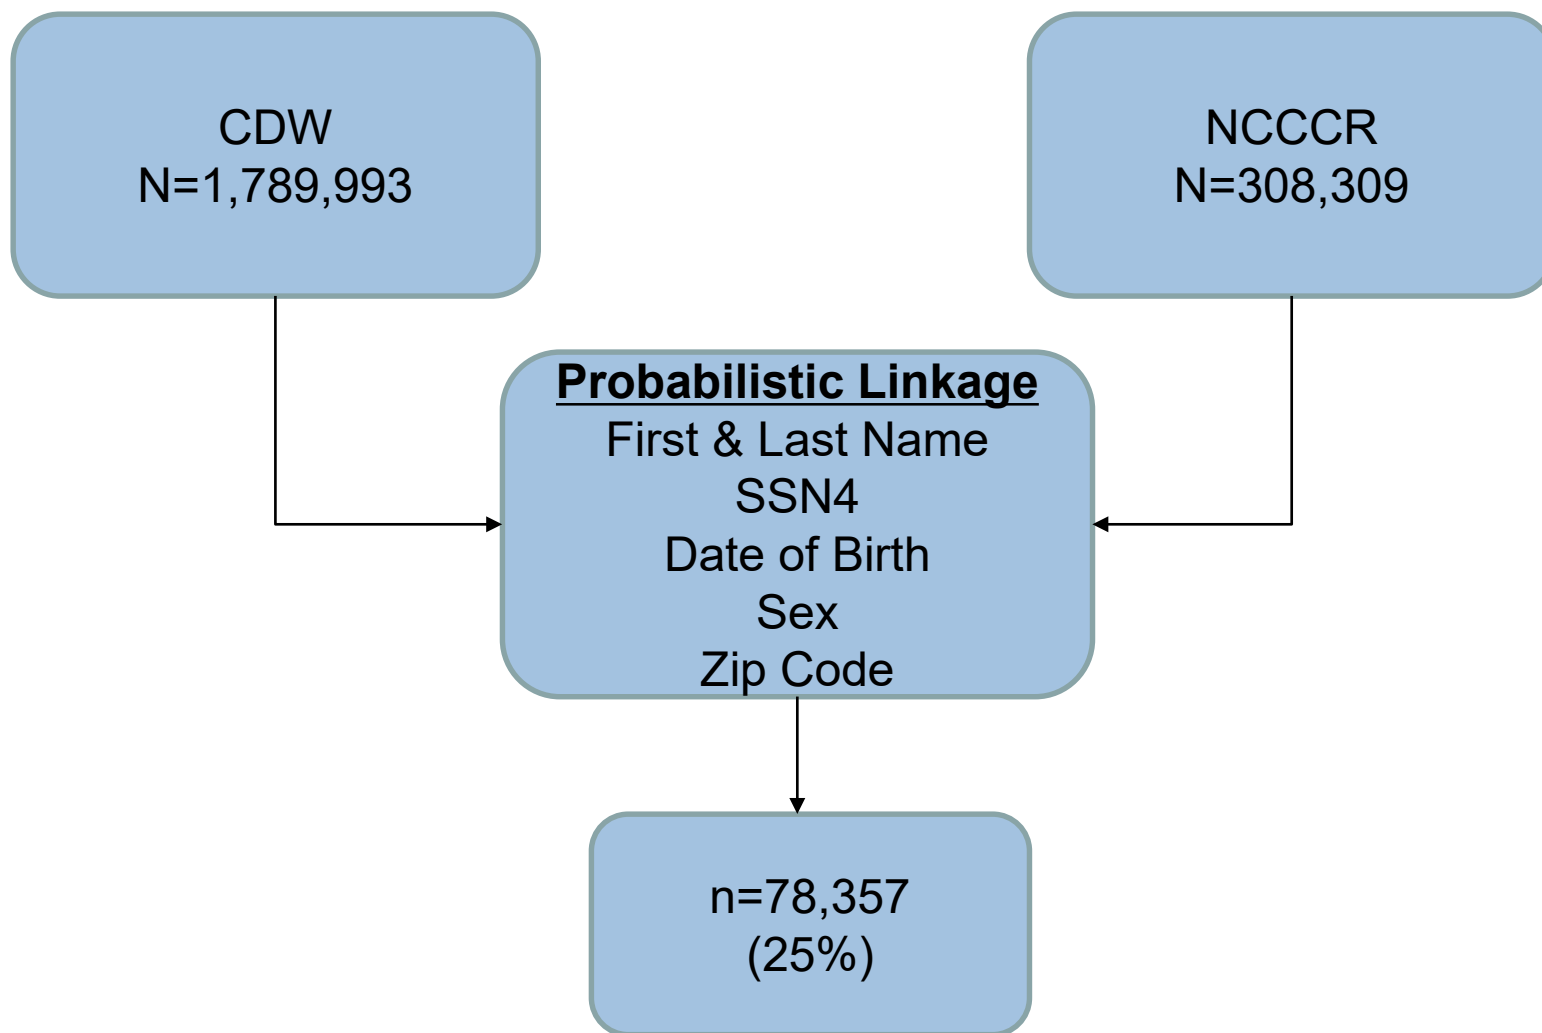 CDW
N=1,789,993
NCCCR
N=308,309
Probabilistic Linkage
First & Last Name
SSN4
Date of Birth
Sex
Zip Code
n=78,357
(25%)